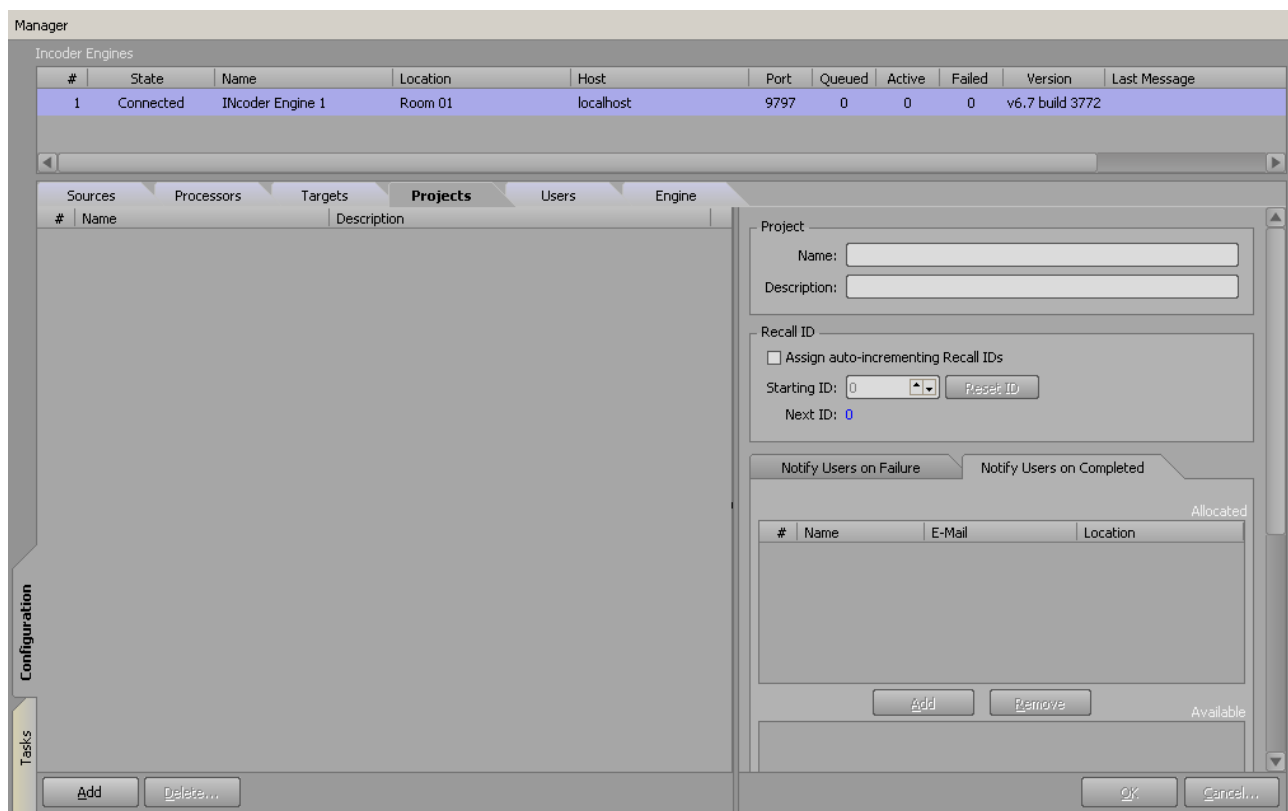 Manager
Incoder Engines
# State Name Location Host Port Queued Active Failed Version Last Message
1 Connected INcoder Engine 1 Room 01 localhost 9797 0 0 0 v6.7 build 3772
Sources Processors Targets Projects Users Engine
# Name Description
Project
Name:
Description:
Recall ID
Assign auto-incrementing Recall IDs
Starting ID: 0 Reset ID
Next ID: 0
Notify Users on Failure Notify Users on Completed
Allocated
# Name E-Mail Location
Add Remove
Available
Configuration
Tasks
Add Delete...
OK Cancel...